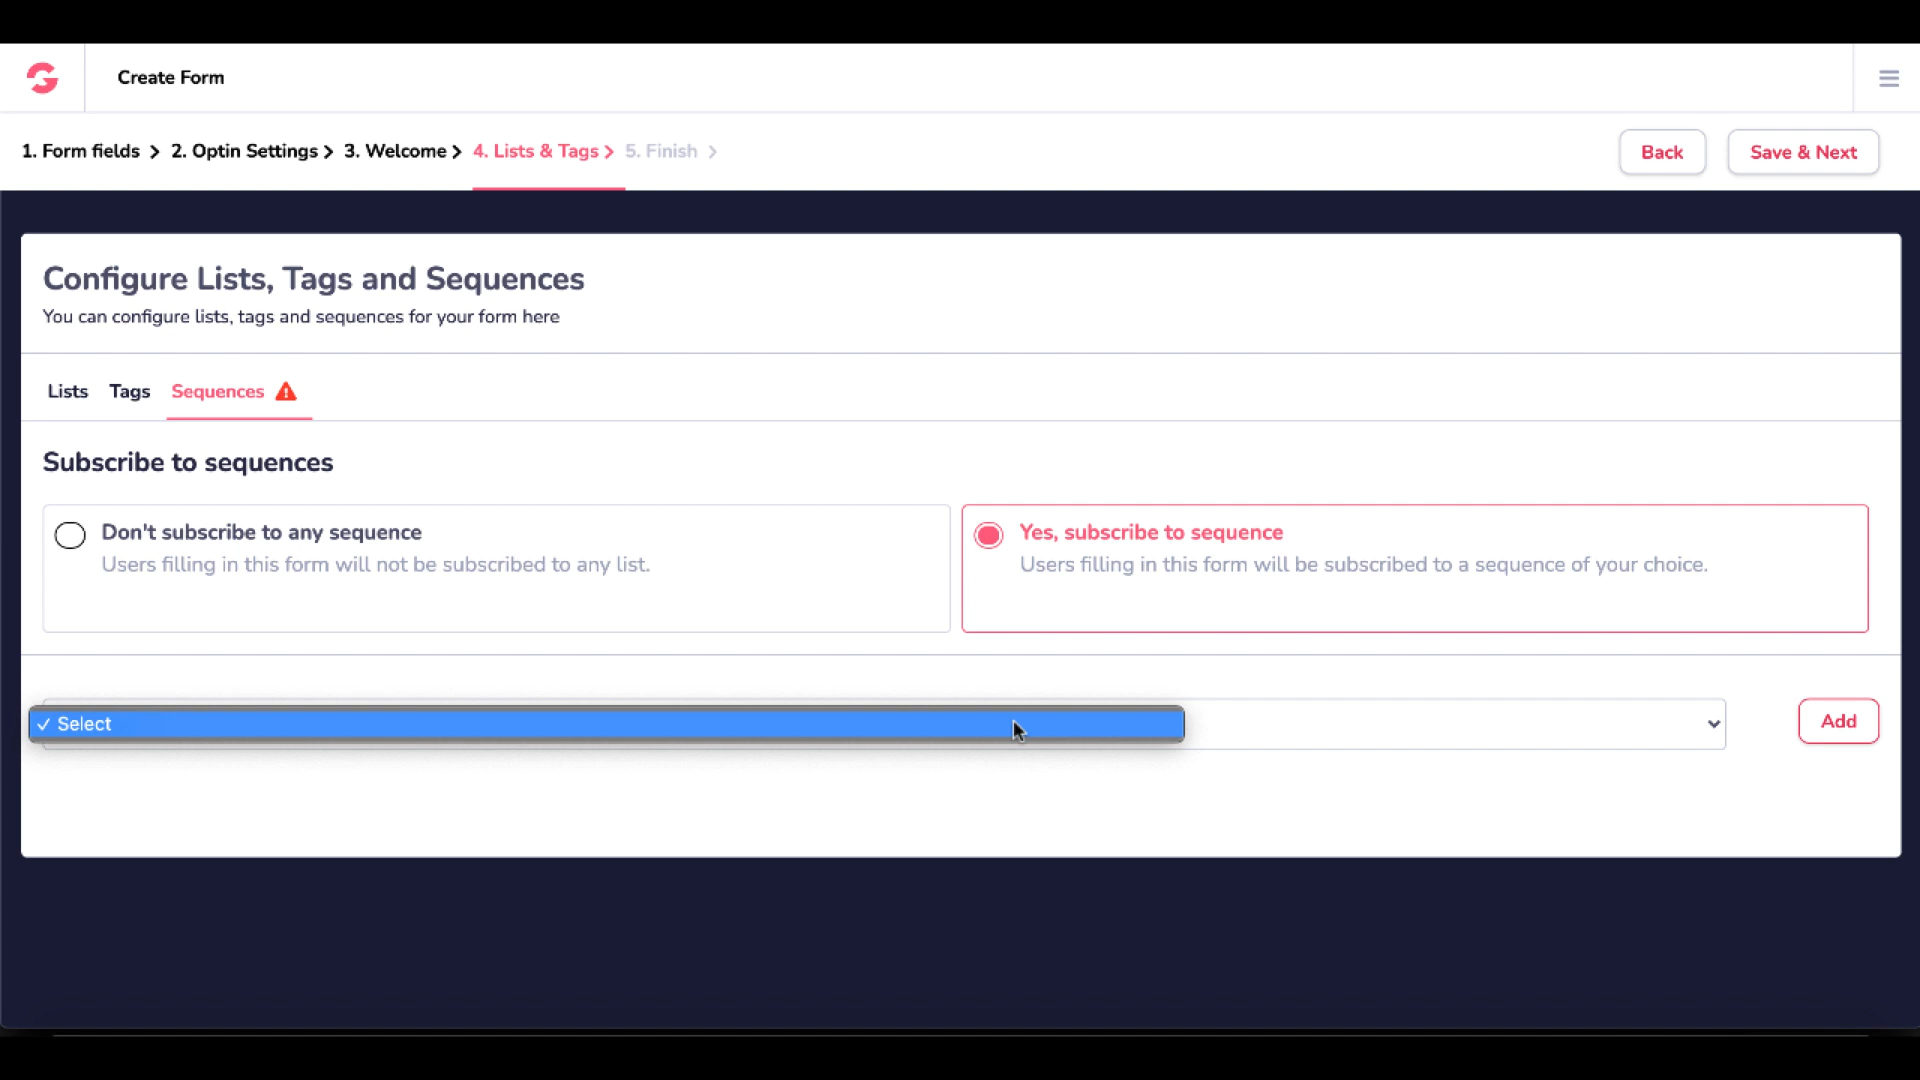 Create Form
1. Form fields > 2. Optin Settings > 3. Welcome > 4. Lists & Tags > 5. Finish >
Back
Save & Next
Configure Lists, Tags and Sequences
You can configure lists, tags and sequences for your form here
Lists Tags Sequences
Subscribe to sequences
Don't subscribe to any sequence
Users filling in this form will not be subscribed to any list.
Yes, subscribe to sequence
Users filling in this form will be subscribed to a sequence of your choice.
✓ Select
Add